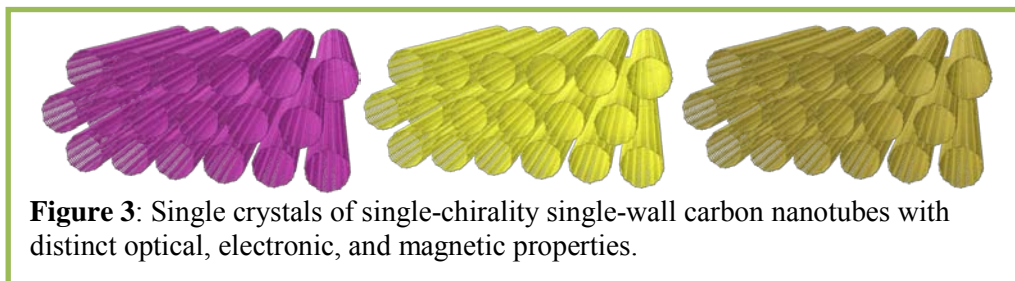 Figure 3: Single crystals of single-chirality single-wall carbon nanotubes with
distinct optical, electronic, and magnetic properties.